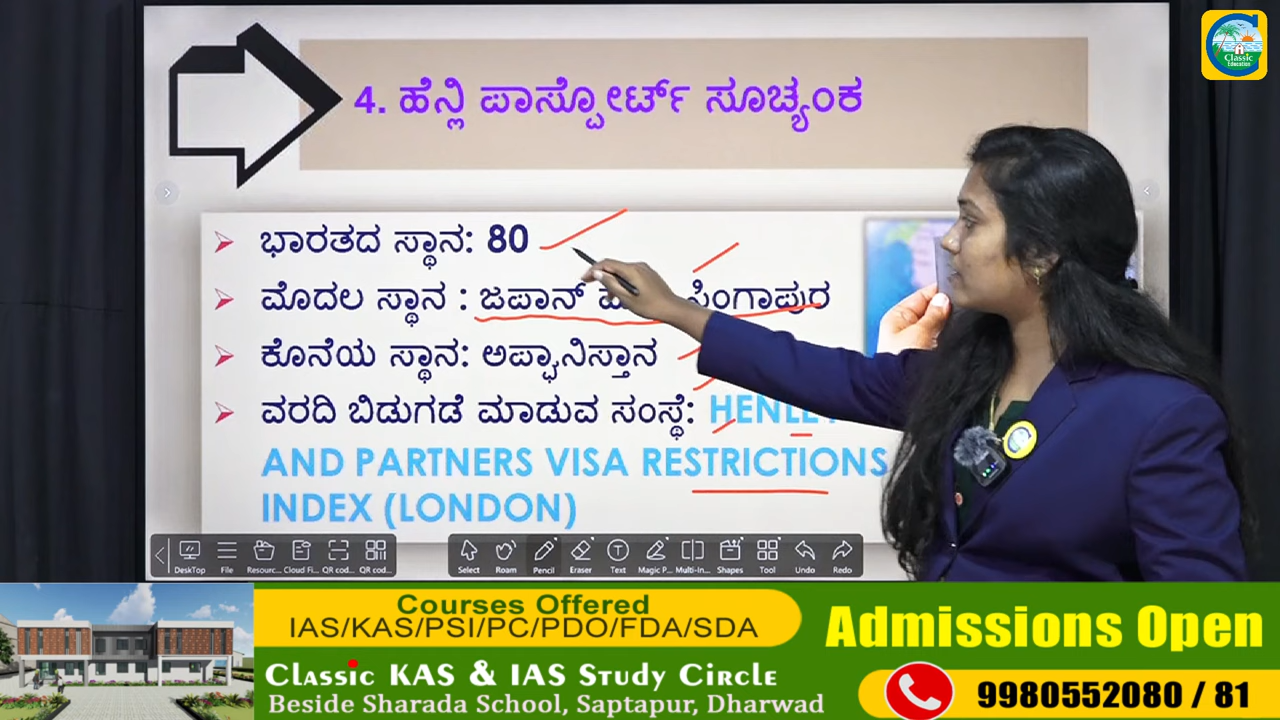 4. ಹೆನ್ಲಿ ಪಾಸ್ಪೋರ್ಟ್ ಸೂಚ್ಯಂಕ
ಭಾರತದ ಸ್ಥಾನ: 80
ಮೊದಲ ಸ್ಥಾನ : ಜಪಾನ್ ಸಿಂಗಾಪುರ
ಕೊನೆಯ ಸ್ಥಾನ: ಅಪ್ಘಾನಿಸ್ತಾನ
ವರದಿ ಬಿಡುಗಡೆ ಮಾಡುವ ಸಂಸ್ಥೆ: HENLEY
AND PARTNERS VISA RESTRICTIONS
INDEX (LONDON)
DeskTop File Resourc... Cloud Fi... QR cod... QR cod... Select Roam Pencil Eraser Text Magic P... Multi-In... Shapes Tool Undo Redo
Classic
Education
Courses Offered
IAS/KAS/PSI/PC/PDO/FDA/SDA
Classic KAS & IAS Study Circle
Beside Sharada School, Saptapur, Dharwad
Admissions Open
9980552080 / 81